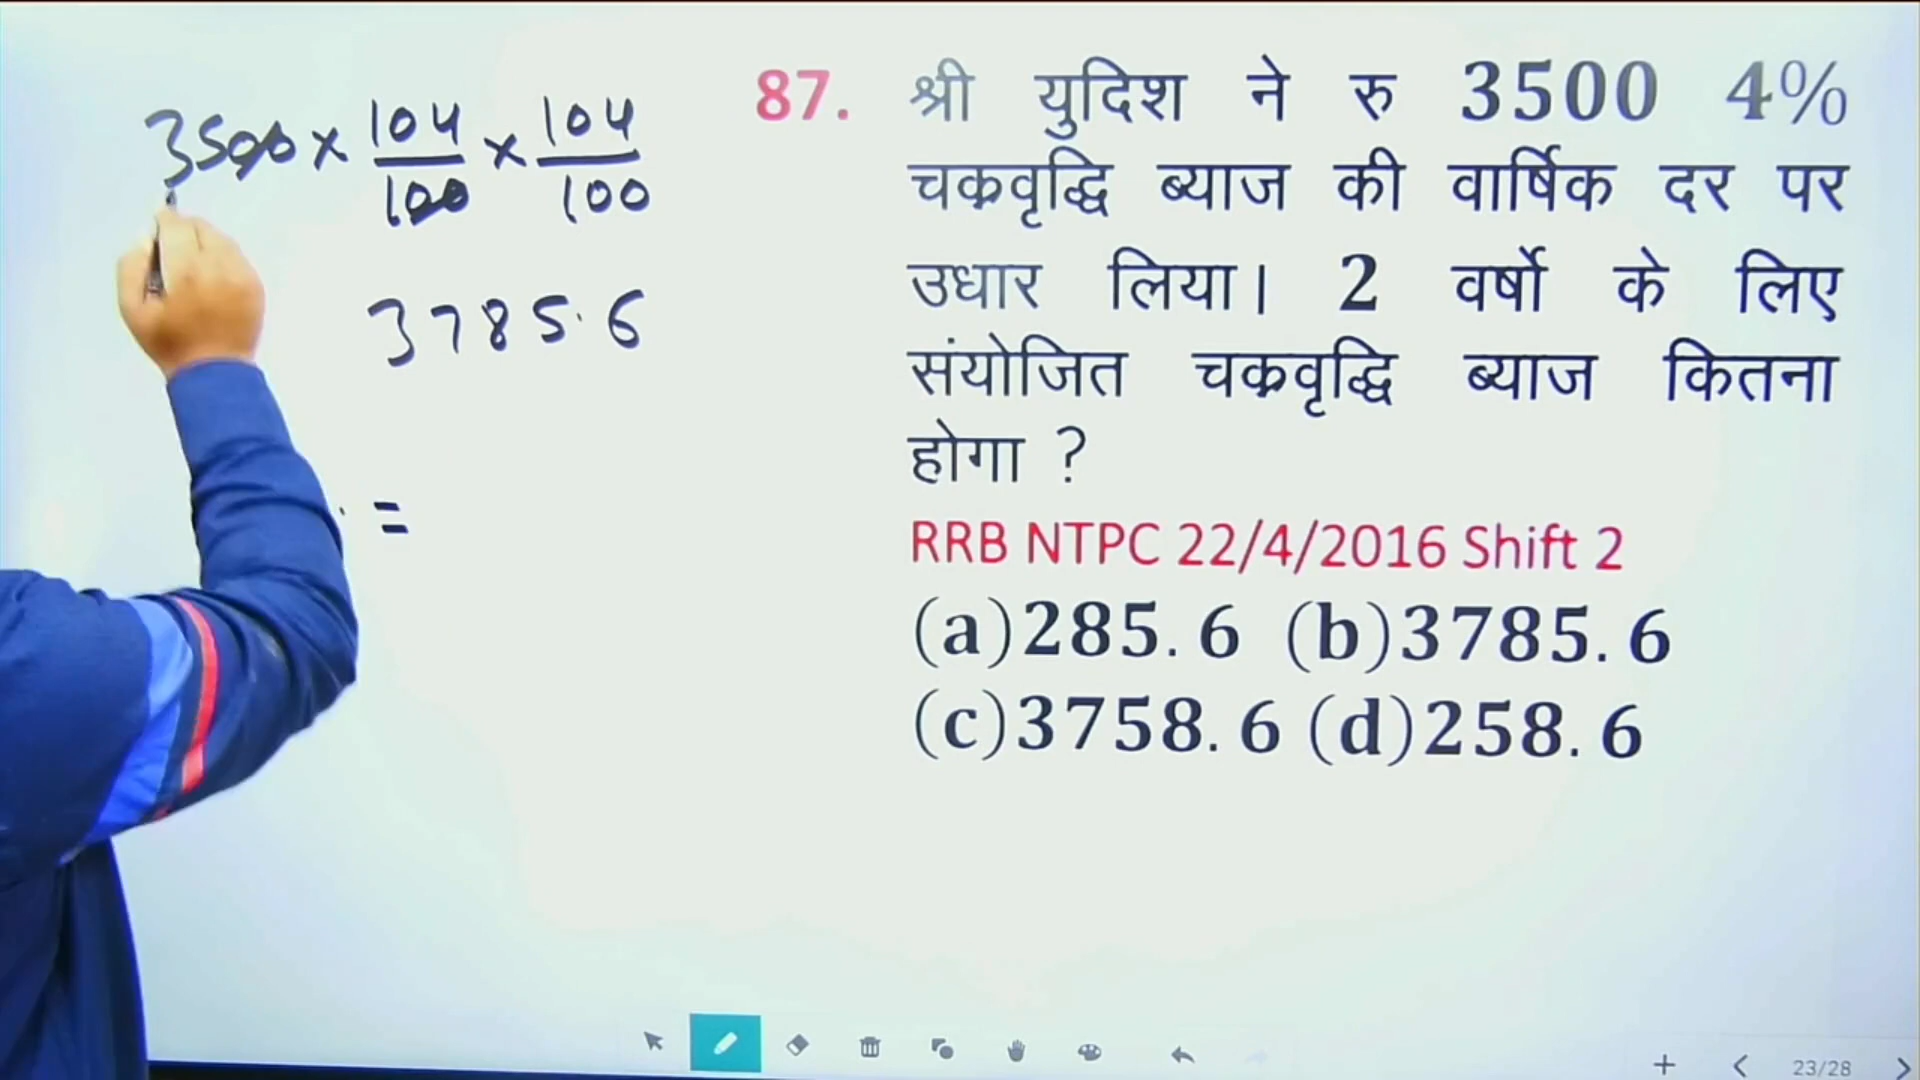 3500 × 104/100 × 104/100
3785.6
=
87. श्री युदिश ने रु 3500 4%
चक्रवृद्धि ब्याज की वार्षिक दर पर
उधार लिया। 2 वर्षो के लिए
संयोजित चक्रवृद्धि ब्याज कितना
होगा ?
RRB NTPC 22/4/2016 Shift 2
(a)285.6 (b)3785.6
(c)3758.6 (d)258.6
23/28